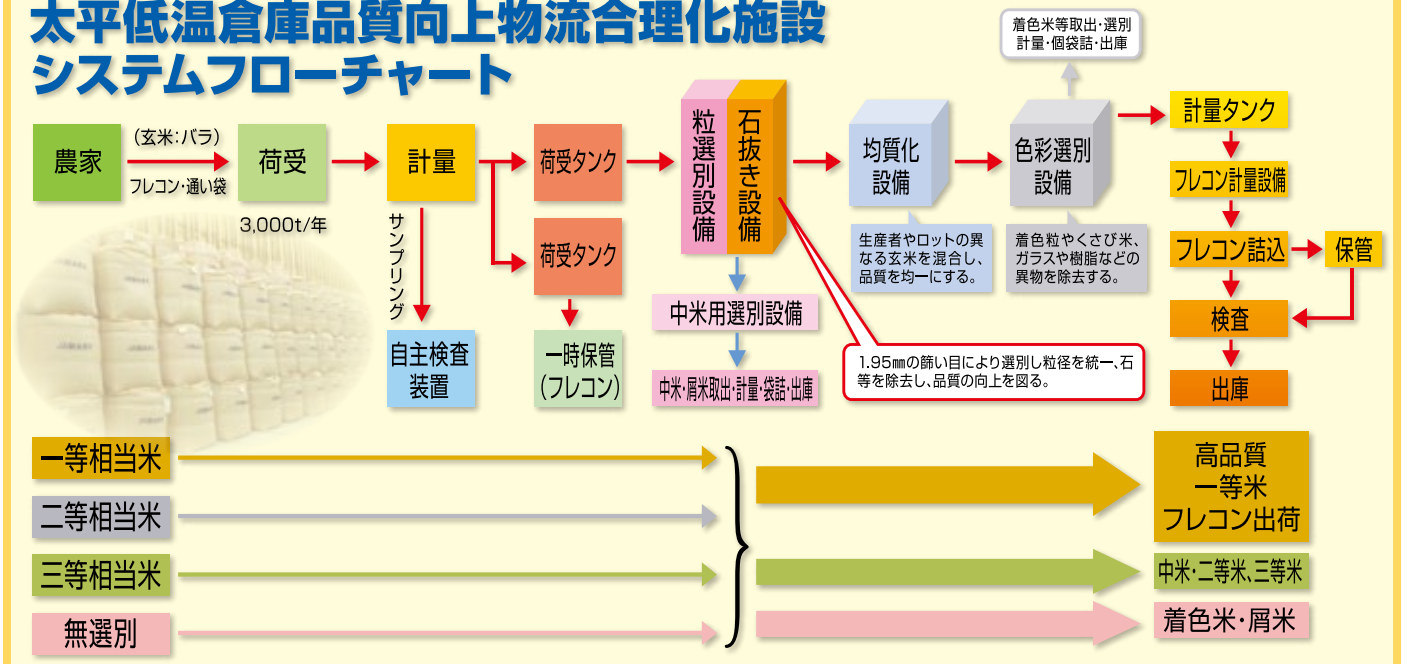 太平低温倉庫品質向上物流合理化施設
システムフローチャート
農家
(玄米:バラ)
フレコン・通い袋
荷受
3,000t/年
計量
サンプリング
自主検査
装置
荷受タンク
荷受タンク
一時保管
(フレコン)
粒選別設備
石抜き設備
中米用選別設備
中米・屑米取出・計量・袋詰・出庫
1.95㎜の篩い目により選別し粒径を統一、石
等を除去し、品質の向上を図る。
均質化
設備
生産者やロットの異
なる玄米を混合し、
品質を均一にする。
色彩選別
設備
着色粒やくさび米、
ガラスや樹脂などの
異物を除去する。
着色米等取出・選別
計量・個袋詰・出庫
計量タンク
フレコン計量設備
フレコン詰込
保管
検査
出庫
一等相当米
二等相当米
三等相当米
無選別
高品質
一等米
フレコン出荷
中米・二等米、三等米
着色米・屑米